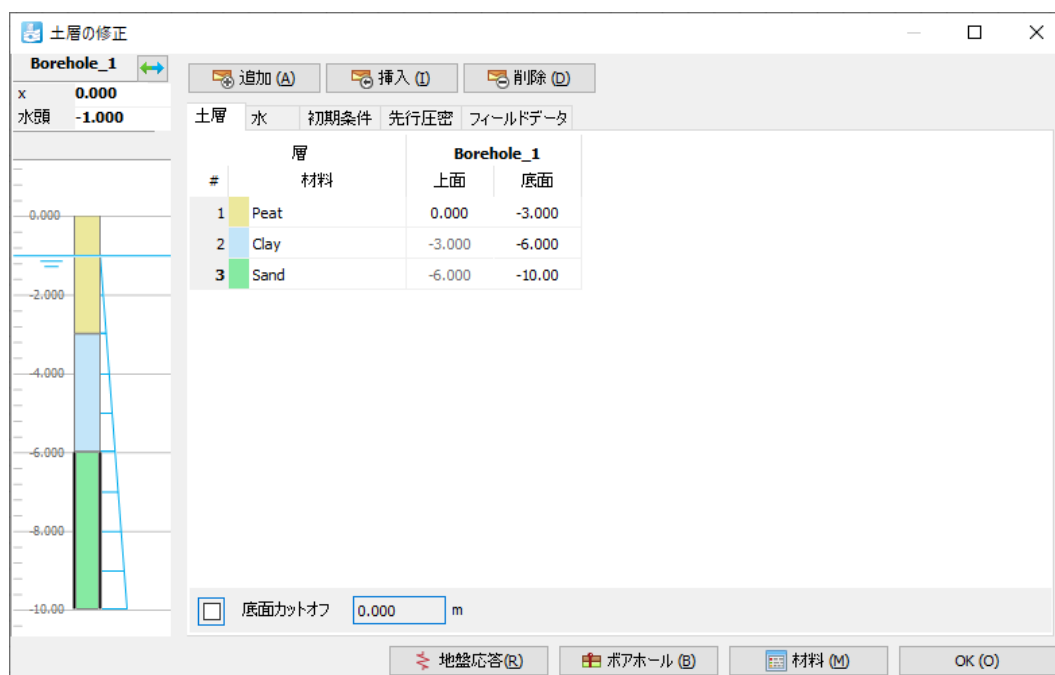 土層の修正
Borehole_1
x 0.000
水頭 -1.000
追加 (A) 挿入 (I) 削除 (D)
土層 水 初期条件 先行圧密 フィールドデータ
層 Borehole_1
# 材料 上面 底面
1 Peat 0.000 -3.000
2 Clay -3.000 -6.000
3 Sand -6.000 -10.00
0.000
-2.000
-4.000
-6.000
-8.000
-10.00
底面カットオフ 0.000 m
地盤応答(R) ボアホール (B) 材料 (M) OK (O)